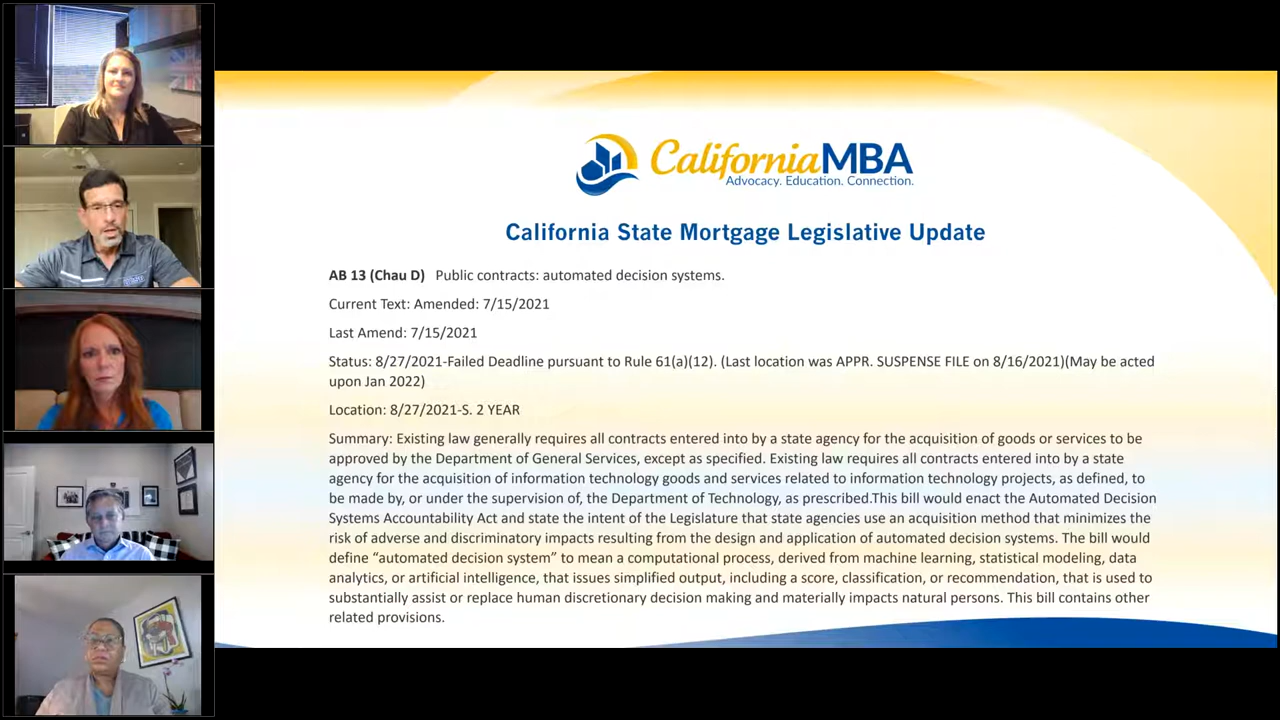 CaliforniaMBA
Advocacy. Education. Connection.
California State Mortgage Legislative Update
AB 13 (Chau D) Public contracts: automated decision systems.
Current Text: Amended: 7/15/2021
Last Amend: 7/15/2021
Status: 8/27/2021-Failed Deadline pursuant to Rule 61(a)(12). (Last location was APPR. SUSPENSE FILE on 8/16/2021)(May be acted
upon Jan 2022)
Location: 8/27/2021-S. 2 YEAR
Summary: Existing law generally requires all contracts entered into by a state agency for the acquisition of goods or services to be
approved by the Department of General Services, except as specified. Existing law requires all contracts entered into by a state
agency for the acquisition of information technology goods and services related to information technology projects, as defined, to
be made by, or under the supervision of, the Department of Technology, as prescribed.This bill would enact the Automated Decision
Systems Accountability Act and state the intent of the Legislature that state agencies use an acquisition method that minimizes the
risk of adverse and discriminatory impacts resulting from the design and application of automated decision systems. The bill would
define “automated decision system” to mean a computational process, derived from machine learning, statistical modeling, data
analytics, or artificial intelligence, that issues simplified output, including a score, classification, or recommendation, that is used to
substantially assist or replace human discretionary decision making and materially impacts natural persons. This bill contains other
related provisions.